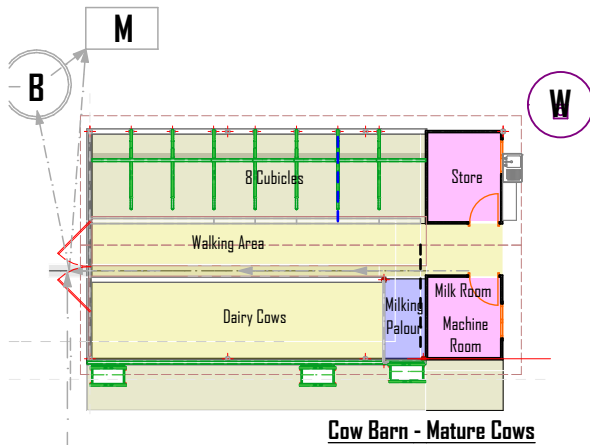 M
B
W
8 Cubicles
Store
Walking Area
Dairy Cows
Milking
Palour
Milk Room
Machine
Room
Cow Barn - Mature Cows